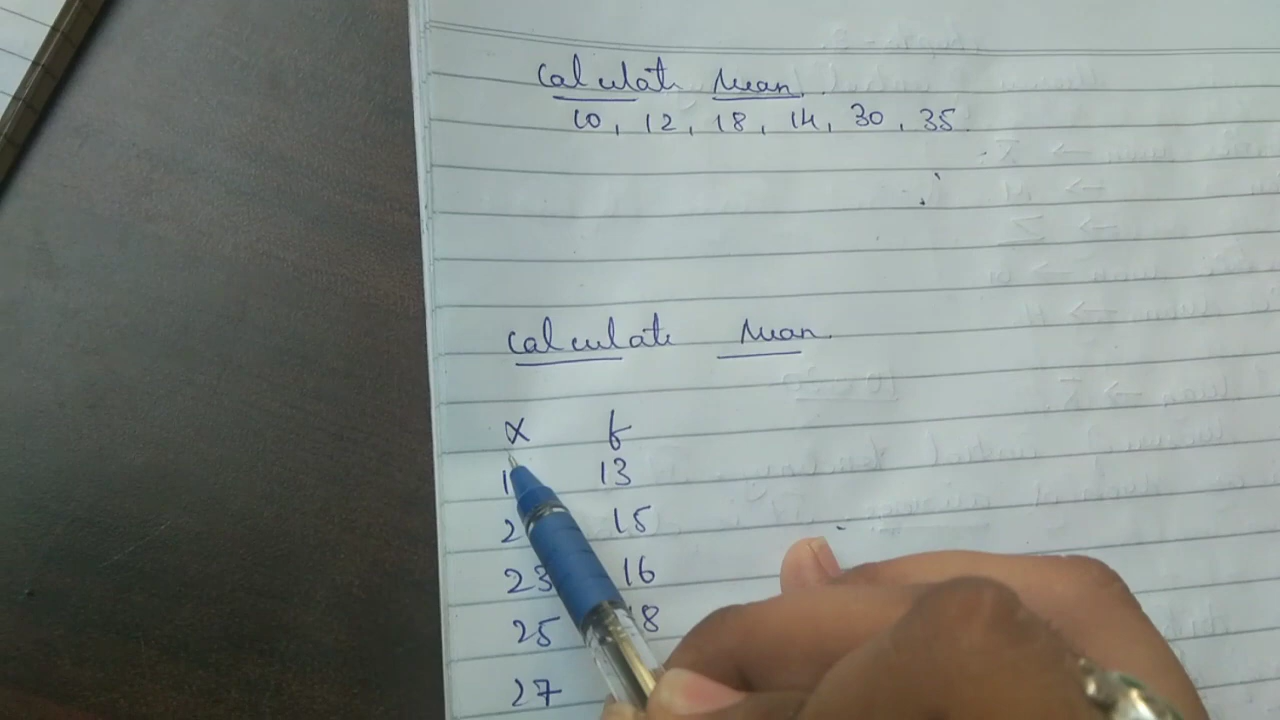 Calculate Mean.
10, 12, 18, 14, 30, 35.
Calculate Mean.
x f
13
15
23 16
25
27